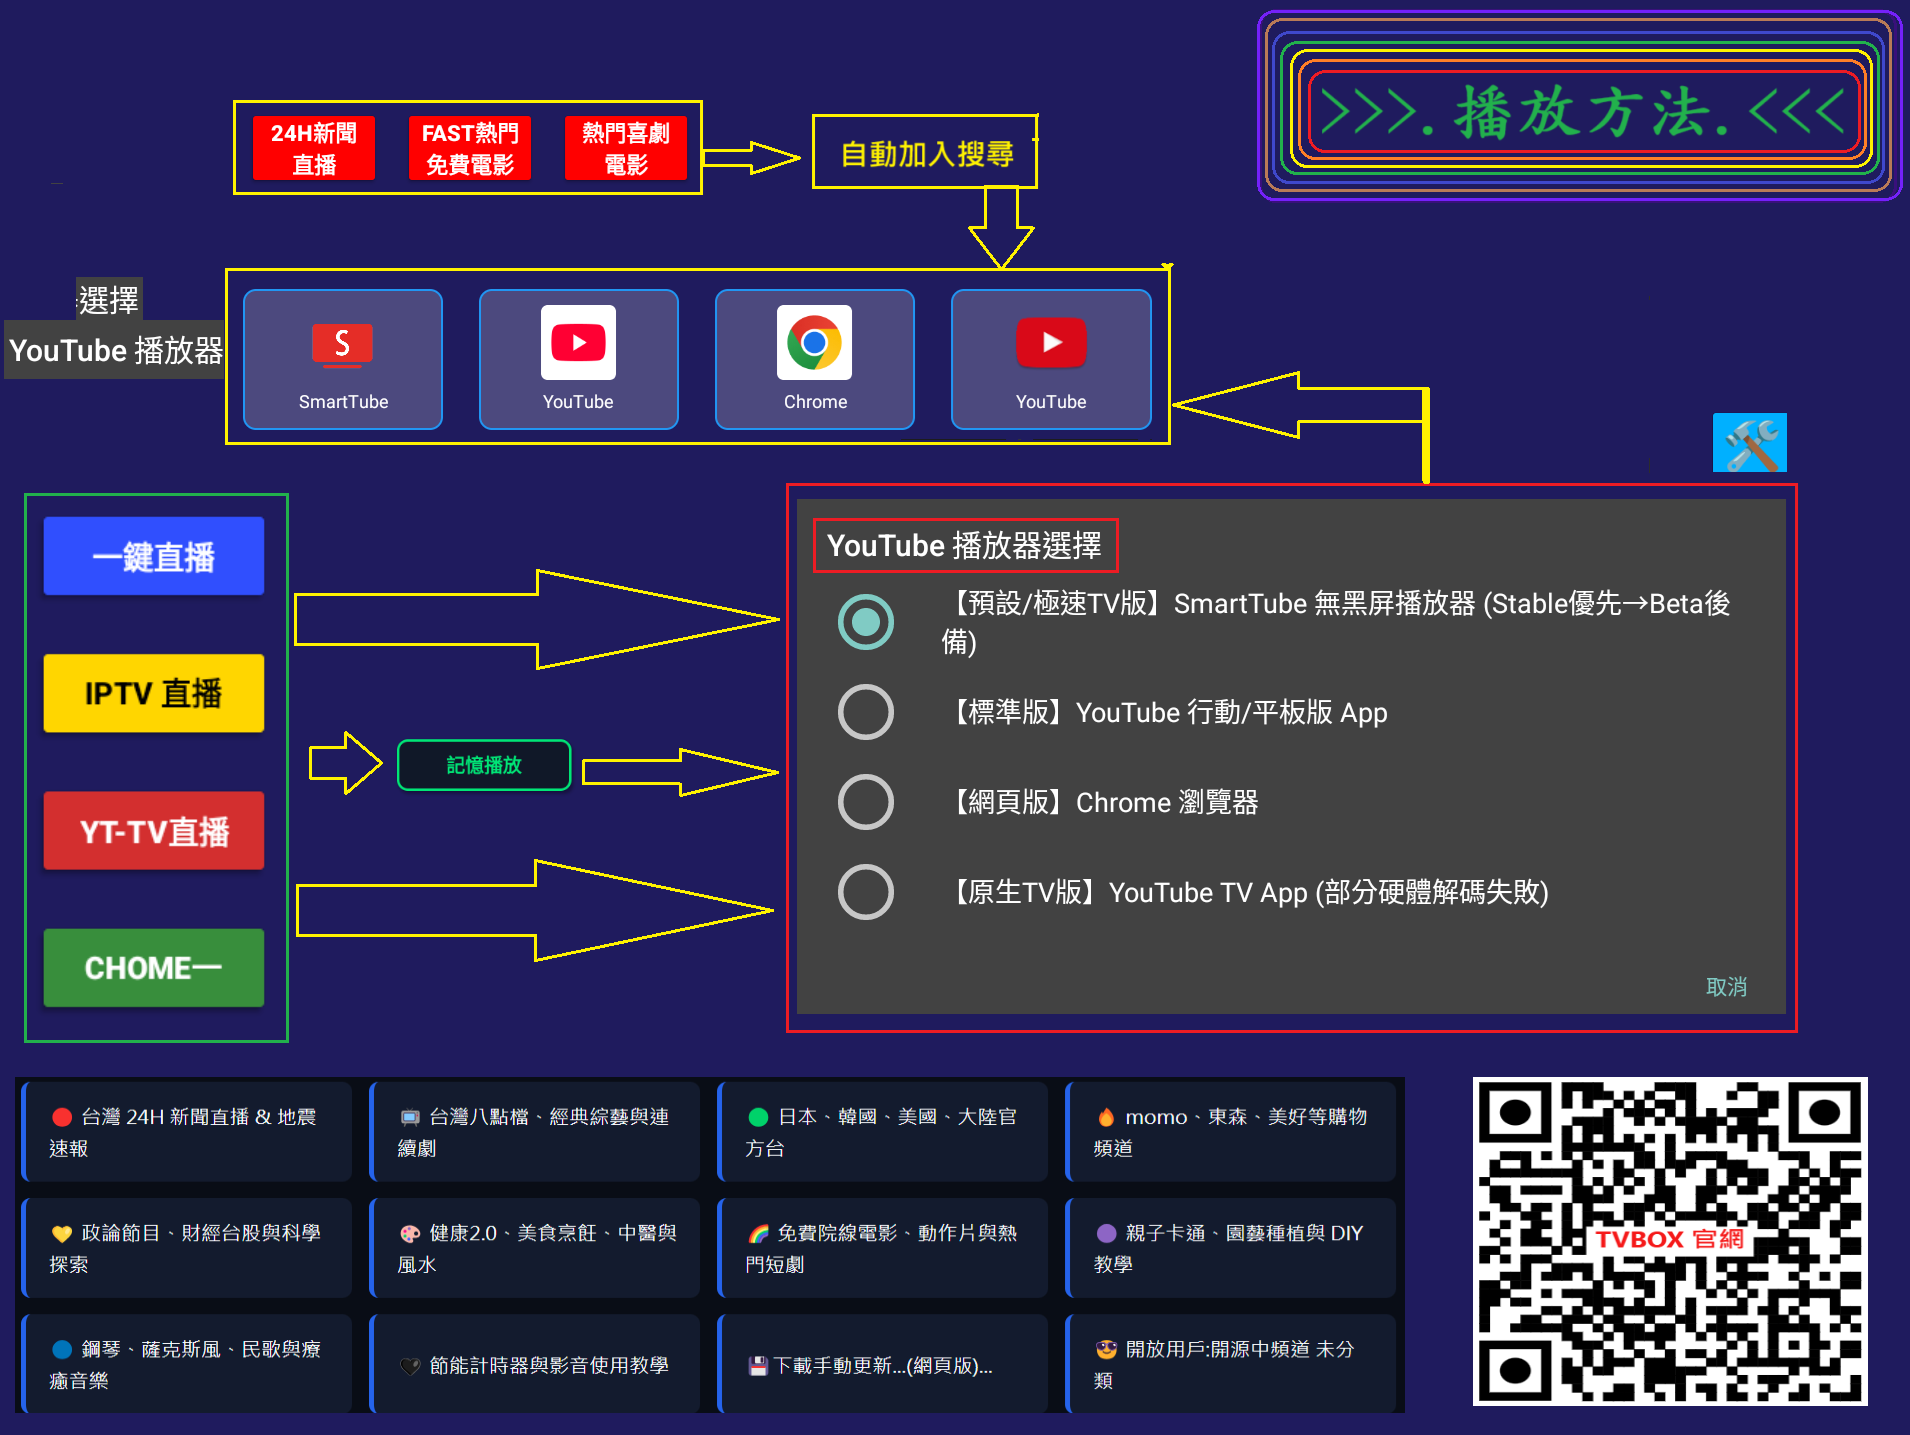 >>>.播放方法.<<<
24H新聞
直播
FAST熱門
免費電影
熱門喜劇
電影
自動加入搜尋
選擇
YouTube 播放器
SmartTube
YouTube
Chrome
YouTube
一鍵直播
IPTV 直播
YT-TV直播
CHOME一
記憶播放
YouTube 播放器選擇
【預設/極速TV版】SmartTube 無黑屏播放器 (Stable優先→Beta後
備)
【標準版】YouTube 行動/平板版 App
【網頁版】Chrome 瀏覽器
【原生TV版】YouTube TV App (部分硬體解碼失敗)
取消
台灣 24H 新聞直播 & 地震
速報
台灣八點檔、經典綜藝與連
續劇
日本、韓國、美國、大陸官
方台
momo、東森、美好等購物
頻道
政論節目、財經台股與科學
探索
健康2.0、美食烹飪、中醫與
風水
免費院線電影、動作片與熱
門短劇
親子卡通、園藝種植與 DIY
教學
鋼琴、薩克斯風、民歌與療
癒音樂
節能計時器與影音使用教學
下載手動更新...(網頁版)...
開放用戶:開源中頻道 未分
類
TVBOX 官網